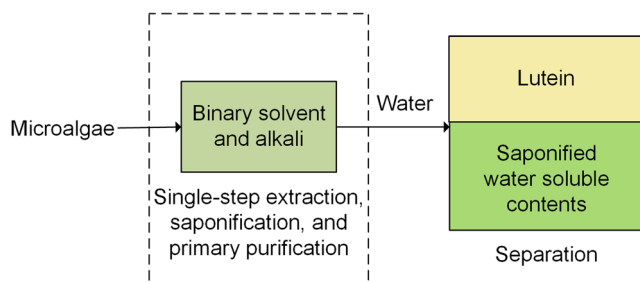 Microalgae
Binary solvent
and alkali
Single-step extraction,
saponification, and
primary purification
Water
Lutein
Saponified
water soluble
contents
Separation